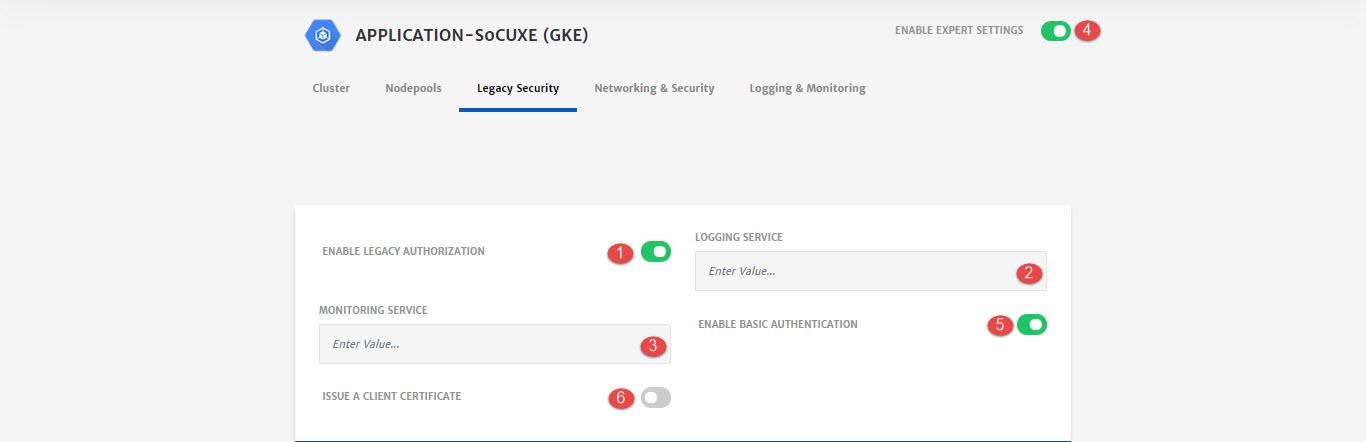 APPLICATION-SoCUXE (GKE)
ENABLE EXPERT SETTINGS 4
Cluster Nodepools Legacy Security Networking & Security Logging & Monitoring
ENABLE LEGACY AUTHORIZATION 1
LOGGING SERVICE
Enter Value... 2
MONITORING SERVICE
Enter Value... 3
ENABLE BASIC AUTHENTICATION 5
ISSUE A CLIENT CERTIFICATE 6